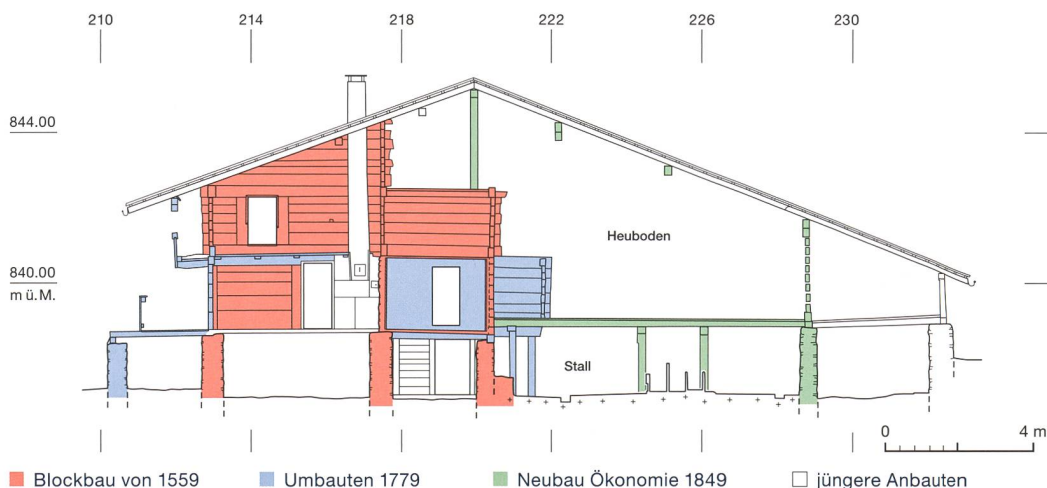 210 214 218 222 226 230
844.00
Heuboden
840.00
m ü.M.
Stall
0 4 m
Blockbau von 1559 Umbauten 1779 Neubau Ökonomie 1849 jüngere Anbauten